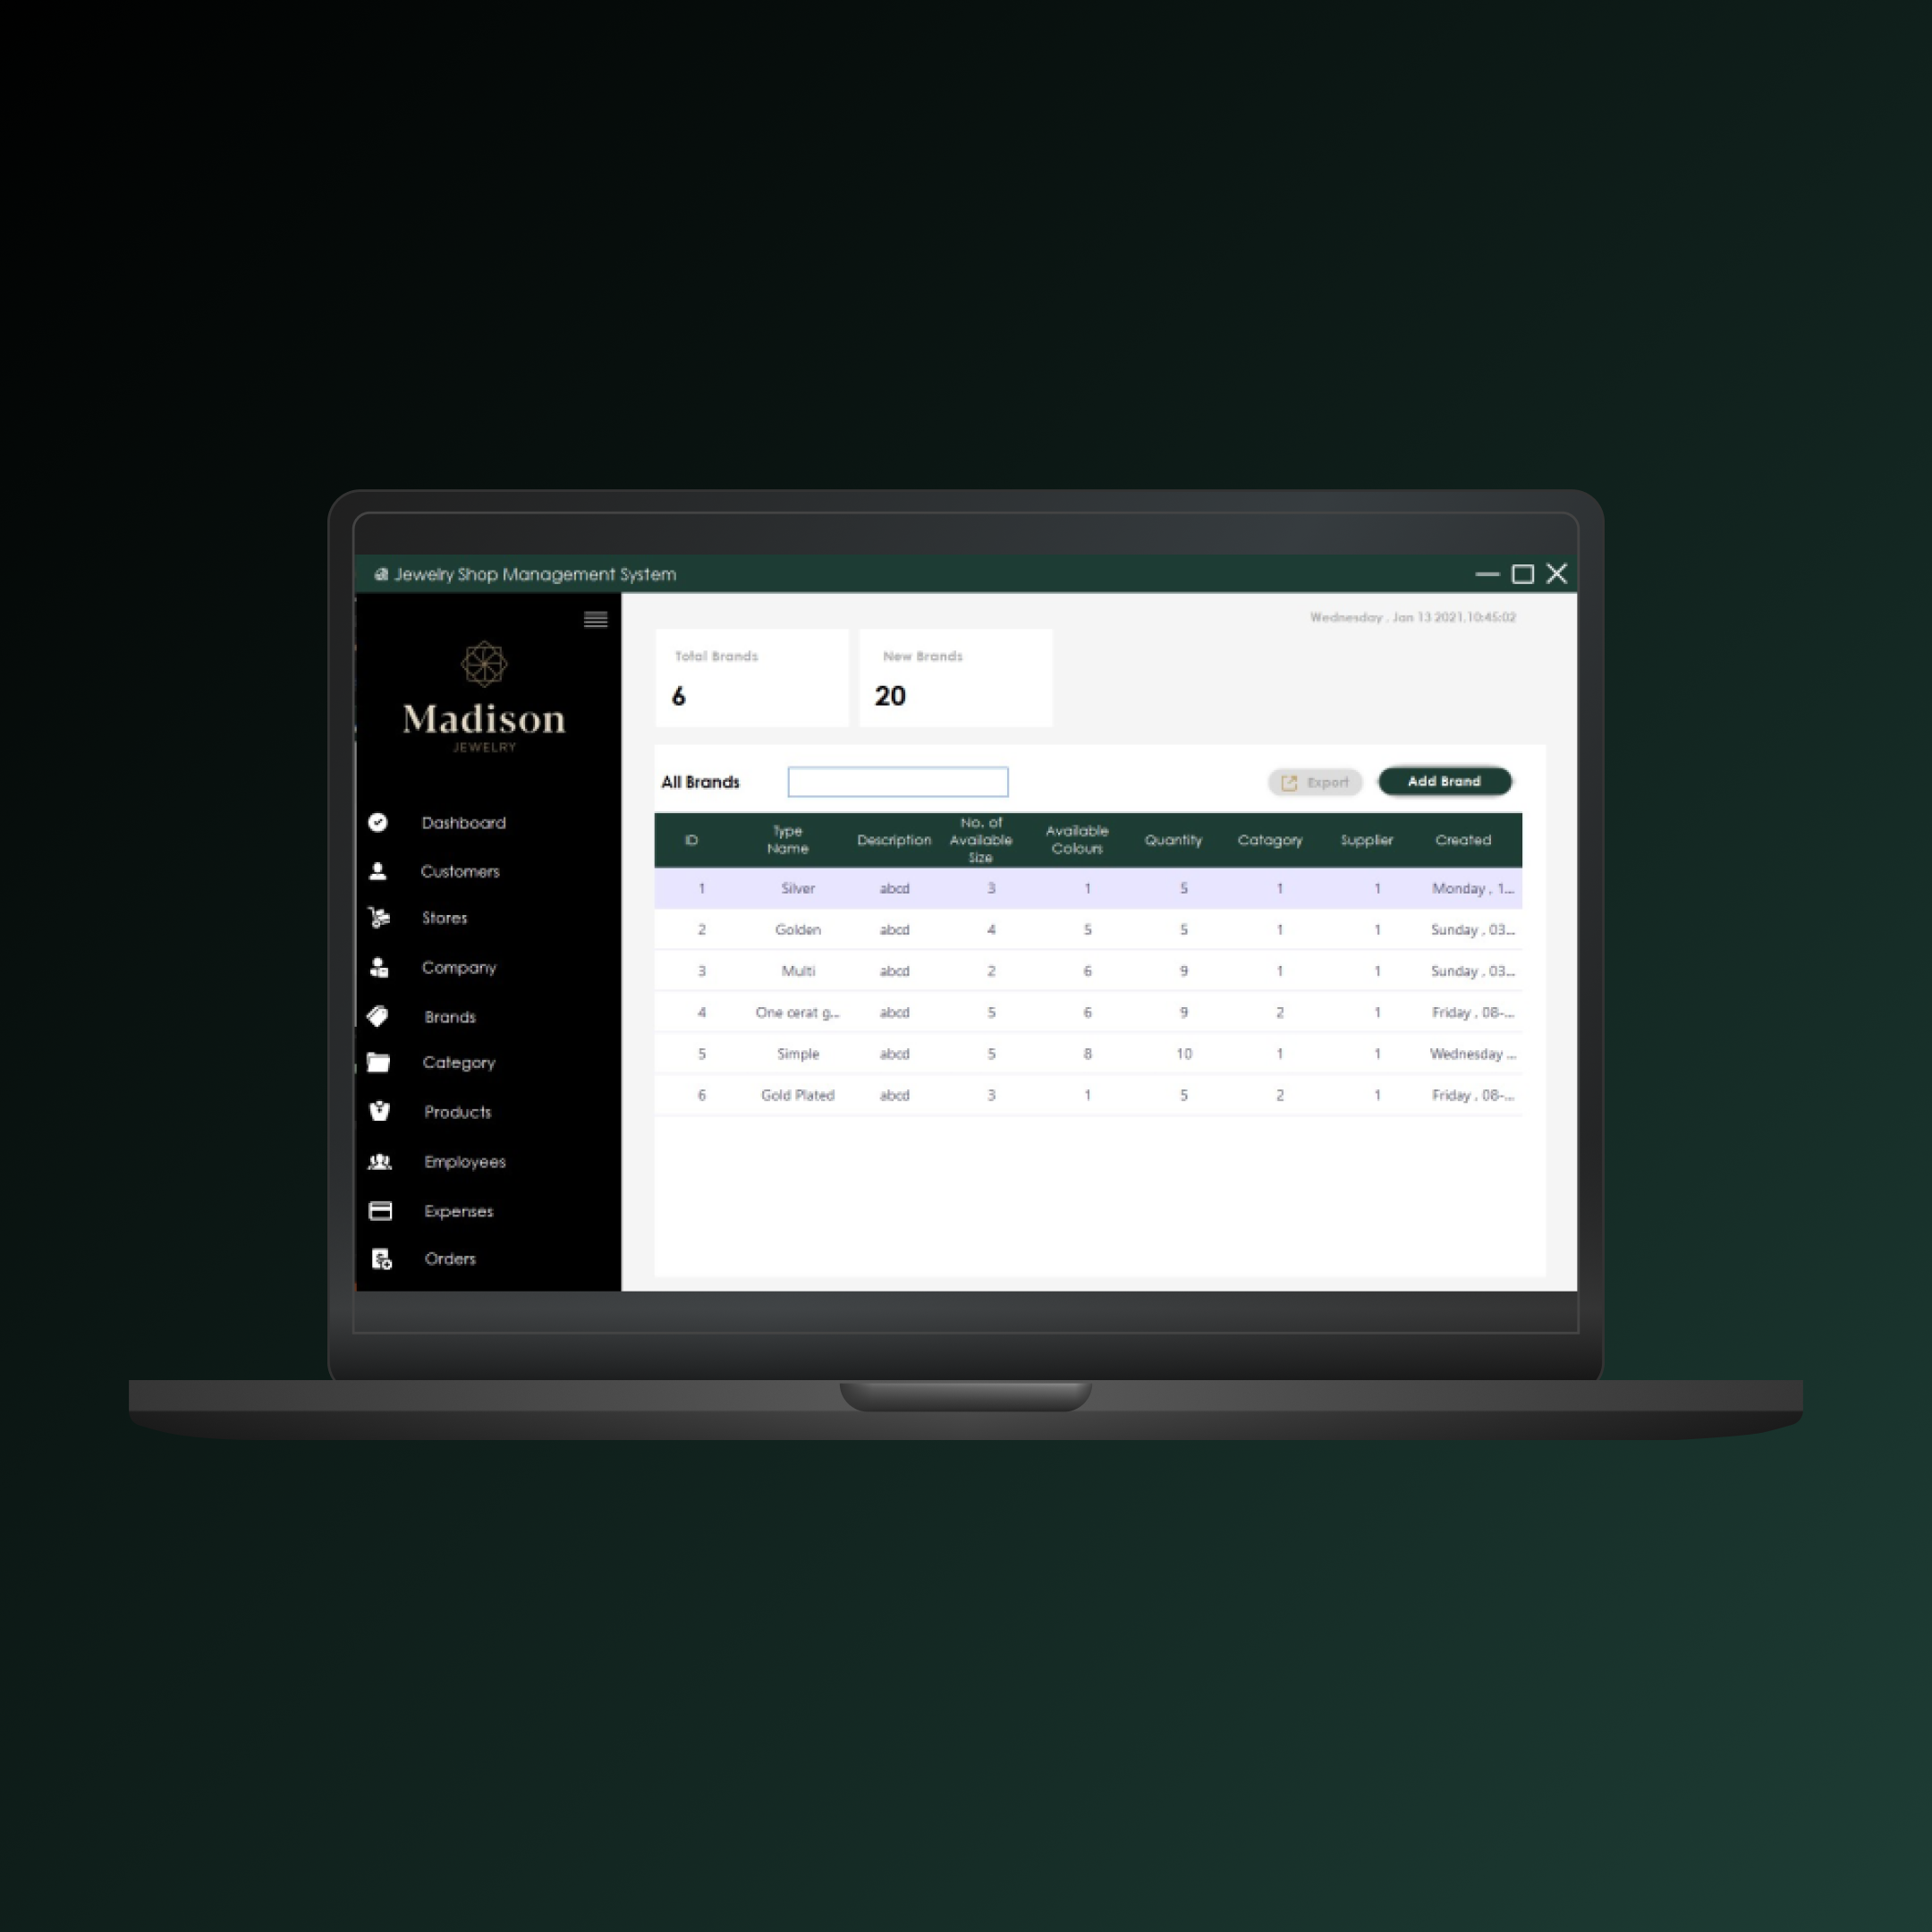 Jewelry Shop Management System
Wednesday , Jan 13 2021,10:45:02
Madison
JEWELRY
Dashboard
Customers
Stores
Company
Brands
Category
Products
Employees
Expenses
Orders
Total Brands
6
New Brands
20
All Brands
Export
Add Brand
ID Type Name Description No. of Available Size Available Colours Quantity Catagory Supplier Created
1 Silver abcd 3 1 5 1 1 Monday , 1...
2 Golden abcd 4 5 5 1 1 Sunday , 03...
3 Multi abcd 2 6 9 1 1 Sunday , 03...
4 One cerat g... abcd 5 6 9 2 1 Friday , 08-...
5 Simple abcd 5 8 10 1 1 Wednesday ...
6 Gold Plated abcd 3 1 5 2 1 Friday , 08-...